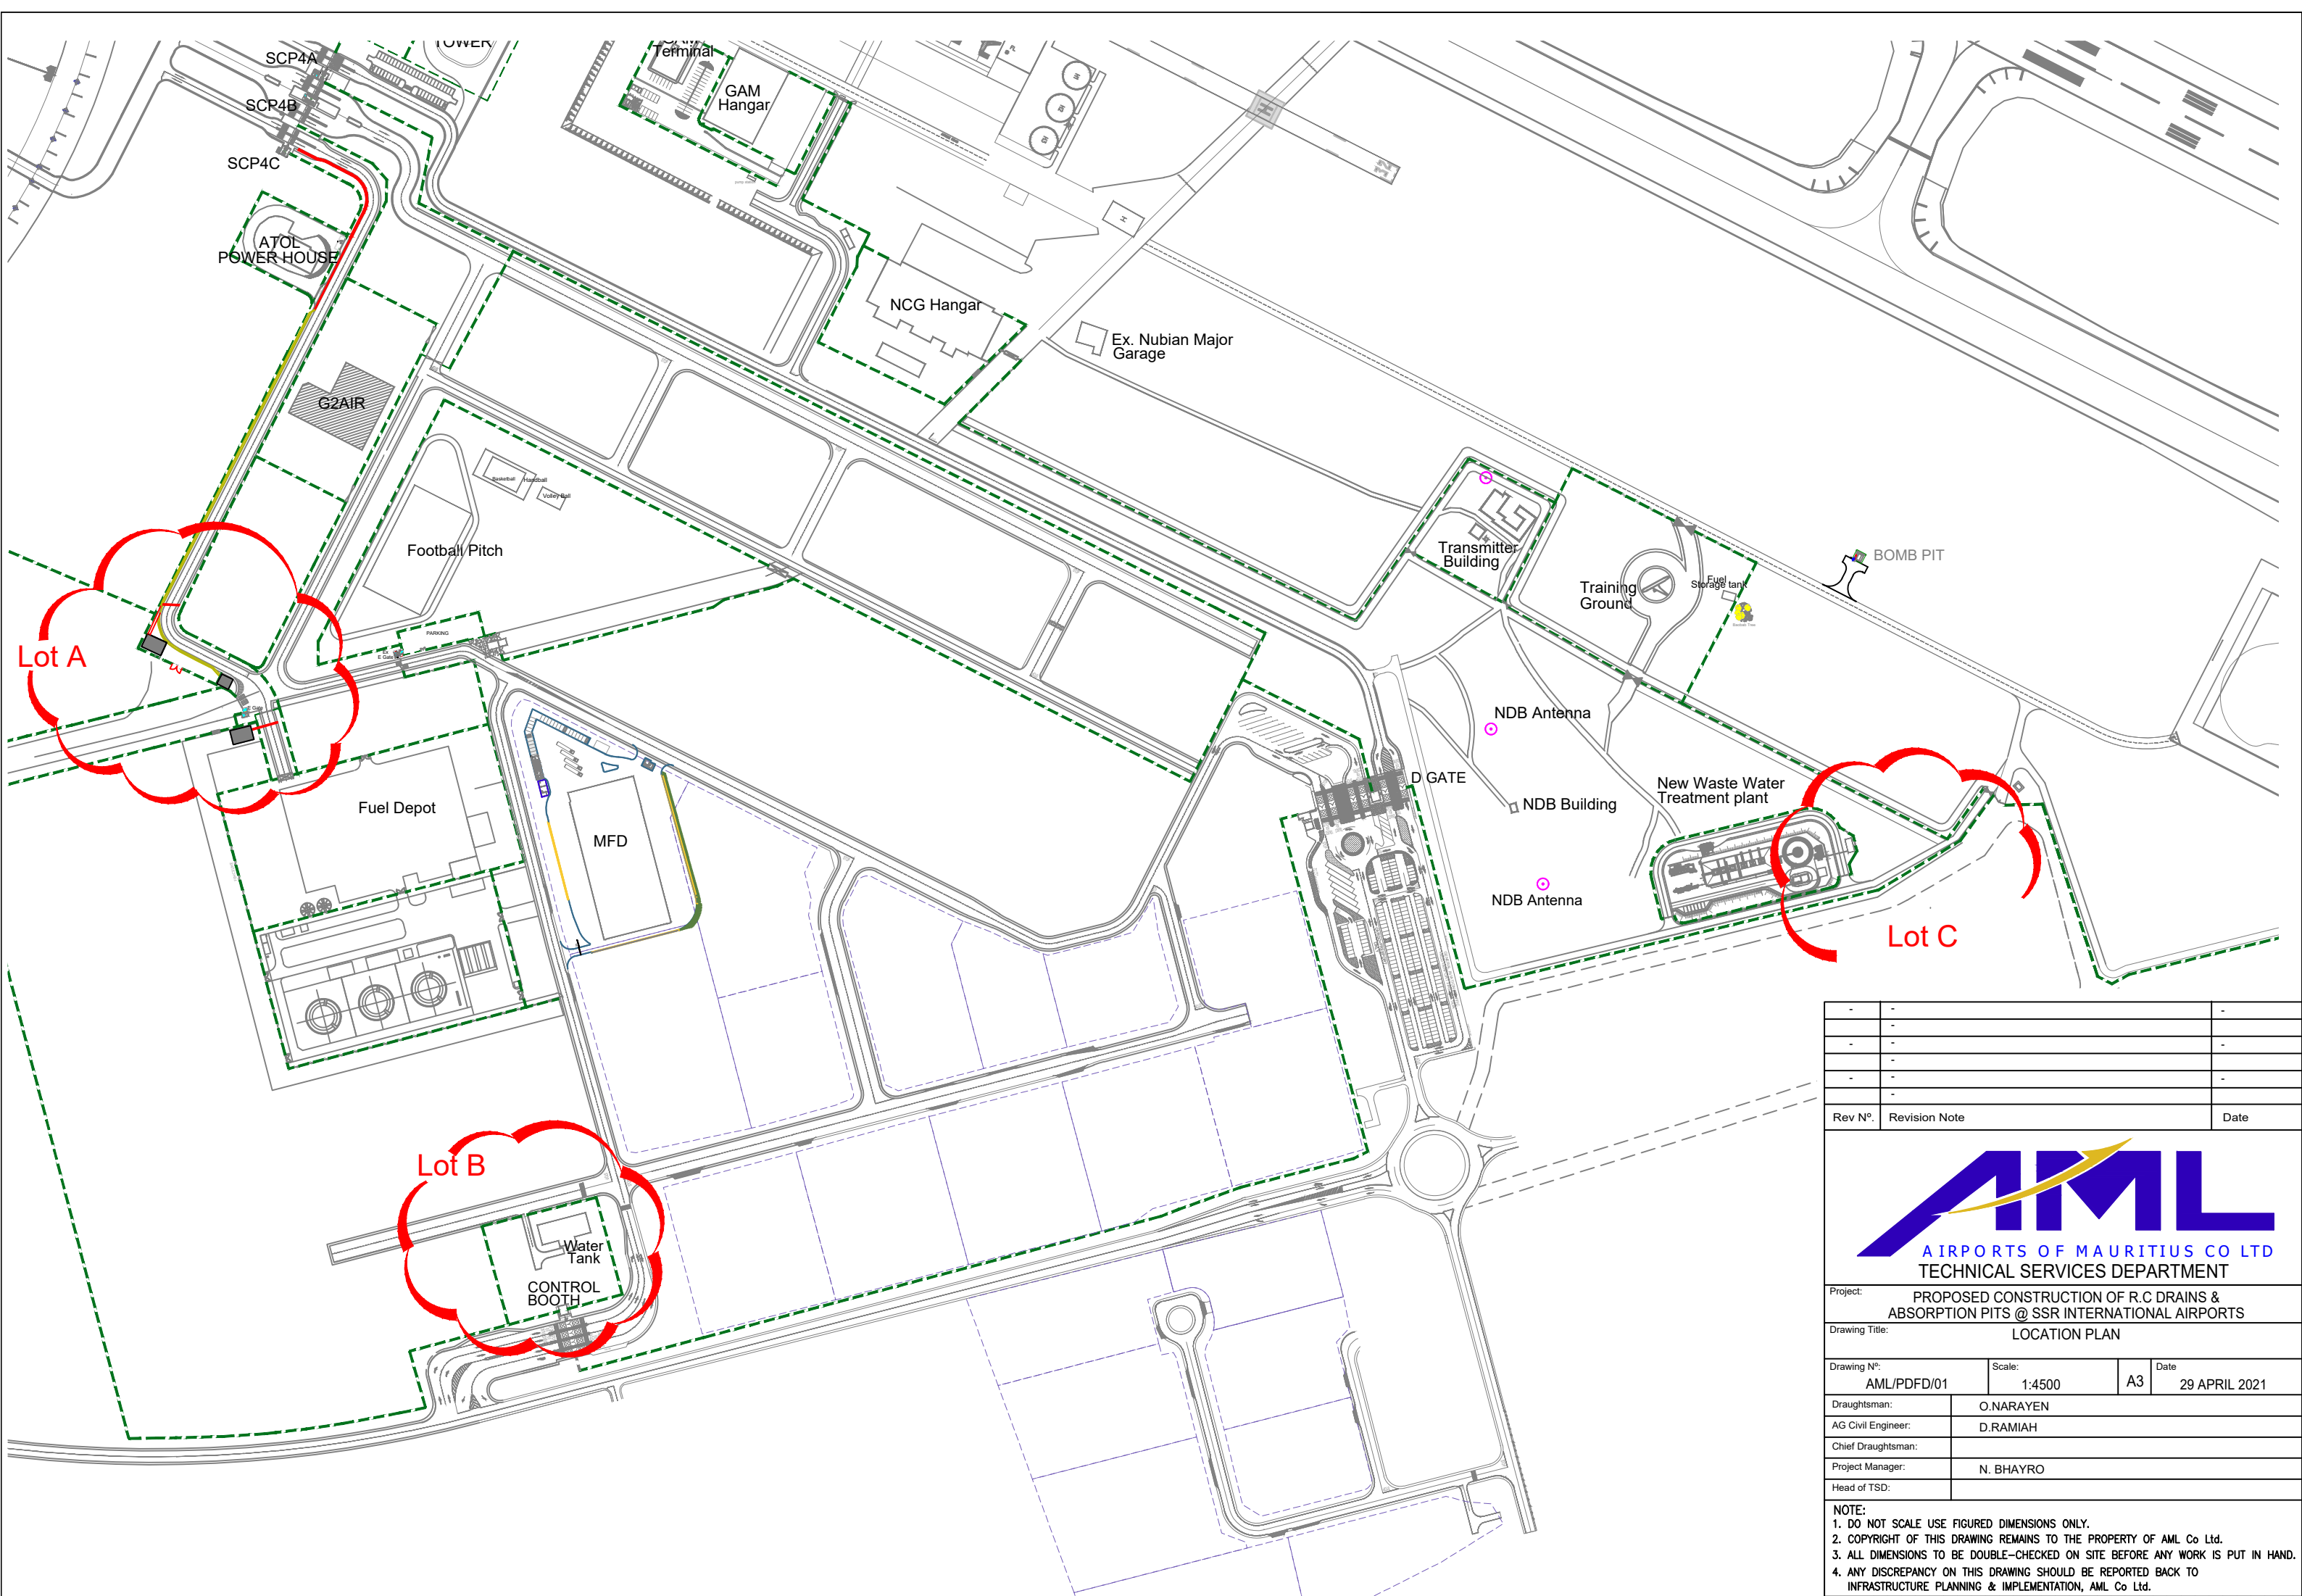 SCP4A
TOWER
Terminal
SCP4B
GAM
Hangar
SCP4C
ATOL
POWER HOUSE
NCG Hangar
Ex. Nubian Major
Garage
G2AIR
Basketball
Handball
Volley Ball
Football Pitch
Transmitter
Building
BOMB PIT
Training
Ground
Fuel
Storage tank
PARKING
Lot A
E Gate
E Gate
NDB Antenna
D GATE
New Waste Water
Treatment plant
NDB Building
Fuel Depot
MFD
NDB Antenna
Lot C
Lot B
Water
Tank
CONTROL
BOOTH
32
H
H
- - -
-
- - -
-
- - -
-
Rev Nº. Revision Note Date
AML
AIRPORTS OF MAURITIUS CO LTD
TECHNICAL SERVICES DEPARTMENT
Project: PROPOSED CONSTRUCTION OF R.C DRAINS &
ABSORPTION PITS @ SSR INTERNATIONAL AIRPORTS
Drawing Title: LOCATION PLAN
Drawing Nº: Scale: A3 Date
AML/PDFD/01 1:4500 29 APRIL 2021
Draughtsman: O.NARAYEN
AG Civil Engineer: D.RAMIAH
Chief Draughtsman:
Project Manager: N. BHAYRO
Head of TSD:
NOTE:
1. DO NOT SCALE USE FIGURED DIMENSIONS ONLY.
2. COPYRIGHT OF THIS DRAWING REMAINS TO THE PROPERTY OF AML Co Ltd.
3. ALL DIMENSIONS TO BE DOUBLE-CHECKED ON SITE BEFORE ANY WORK IS PUT IN HAND.
4. ANY DISCREPANCY ON THIS DRAWING SHOULD BE REPORTED BACK TO
INFRASTRUCTURE PLANNING & IMPLEMENTATION, AML Co Ltd.